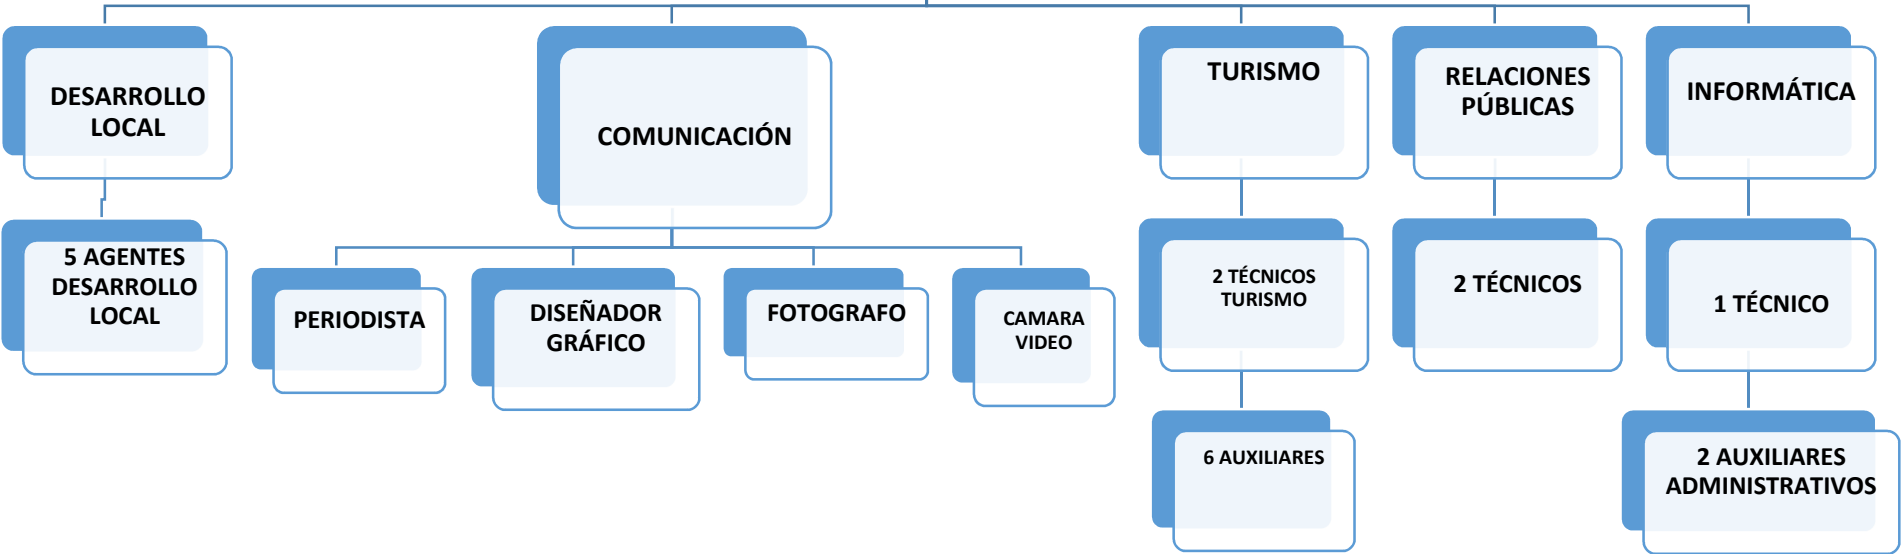 DESARROLLO
LOCAL
COMUNICACIÓN
TURISMO
RELACIONES
PÚBLICAS
INFORMÁTICA
5 AGENTES
DESARROLLO
LOCAL
PERIODISTA
DISEÑADOR
GRÁFICO
FOTOGRAFO
CAMARA
VIDEO
2 TÉCNICOS
TURISMO
2 TÉCNICOS
1 TÉCNICO
6 AUXILIARES
2 AUXILIARES
ADMINISTRATIVOS